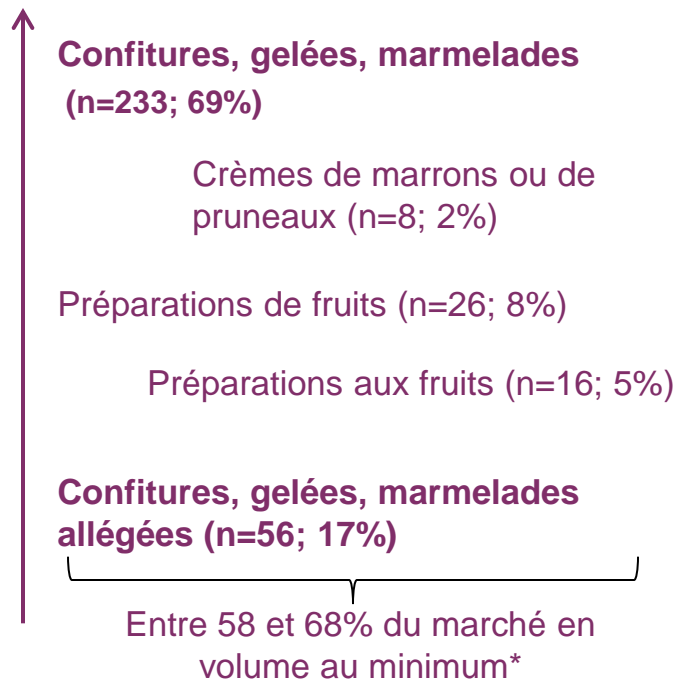 Confitures, gelées, marmelades
(n=233; 69%)
Crèmes de marrons ou de
pruneaux (n=8; 2%)
Préparations de fruits (n=26; 8%)
Préparations aux fruits (n=16; 5%)
Confitures, gelées, marmelades
allégées (n=56; 17%)
Entre 58 et 68% du marché en
volume au minimum*